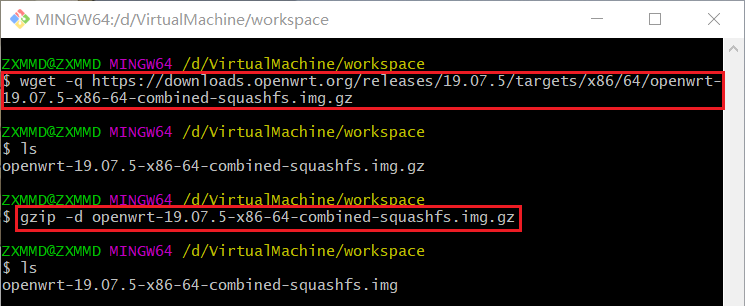 MINGW64:/d/VirtualMachine/workspace
ZXMMD@ZXMMD MINGW64 /d/VirtualMachine/workspace
$ wget -q https://downloads.openwrt.org/releases/19.07.5/targets/x86/64/openwrt-
19.07.5-x86-64-combined-squashfs.img.gz
ZXMMD@ZXMMD MINGW64 /d/VirtualMachine/workspace
$ ls
openwrt-19.07.5-x86-64-combined-squashfs.img.gz
ZXMMD@ZXMMD MINGW64 /d/VirtualMachine/workspace
$ gzip -d openwrt-19.07.5-x86-64-combined-squashfs.img.gz
ZXMMD@ZXMMD MINGW64 /d/VirtualMachine/workspace
$ ls
openwrt-19.07.5-x86-64-combined-squashfs.img